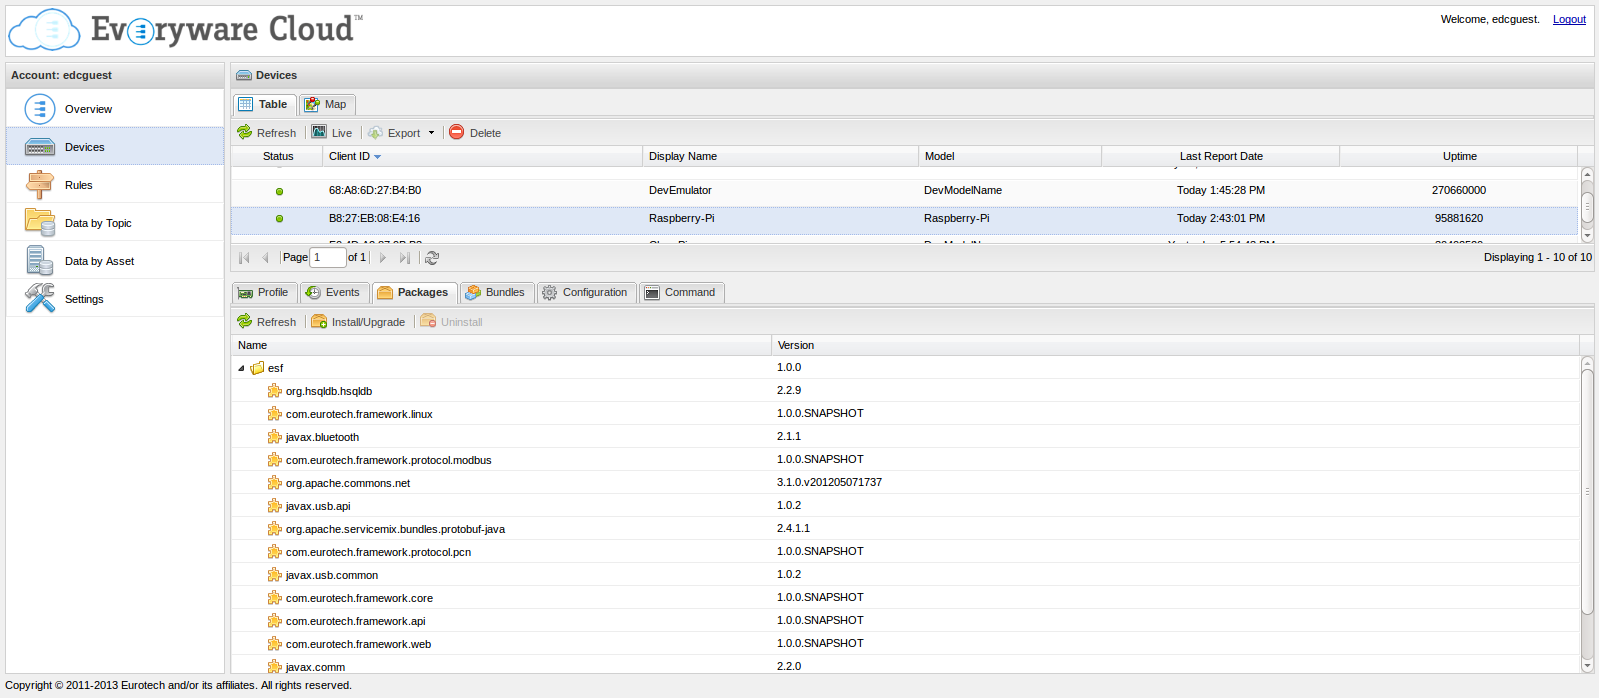 Everyware Cloud™
Welcome, edcguest. Logout
Account: edcguest
Overview
Devices
Rules
Data by Topic
Data by Asset
Settings
Devices
Table Map
Refresh Live Export Delete
Status Client ID Display Name Model Last Report Date Uptime
68:A8:6D:27:B4:B0 DevEmulator DevModelName Today 1:45:28 PM 270660000
B8:27:EB:08:E4:16 Raspberry-Pi Raspberry-Pi Today 2:43:01 PM 95881620
Page 1 of 1 Displaying 1 - 10 of 10
Profile Events Packages Bundles Configuration Command
Refresh Install/Upgrade Uninstall
Name Version
esf 1.0.0
org.hsqldb.hsqldb 2.2.9
com.eurotech.framework.linux 1.0.0.SNAPSHOT
javax.bluetooth 2.1.1
com.eurotech.framework.protocol.modbus 1.0.0.SNAPSHOT
org.apache.commons.net 3.1.0.v201205071737
javax.usb.api 1.0.2
org.apache.servicemix.bundles.protobuf-java 2.4.1.1
com.eurotech.framework.protocol.pcn 1.0.0.SNAPSHOT
javax.usb.common 1.0.2
com.eurotech.framework.core 1.0.0.SNAPSHOT
com.eurotech.framework.api 1.0.0.SNAPSHOT
com.eurotech.framework.web 1.0.0.SNAPSHOT
javax.comm 2.2.0
Copyright © 2011-2013 Eurotech and/or its affiliates. All rights reserved.